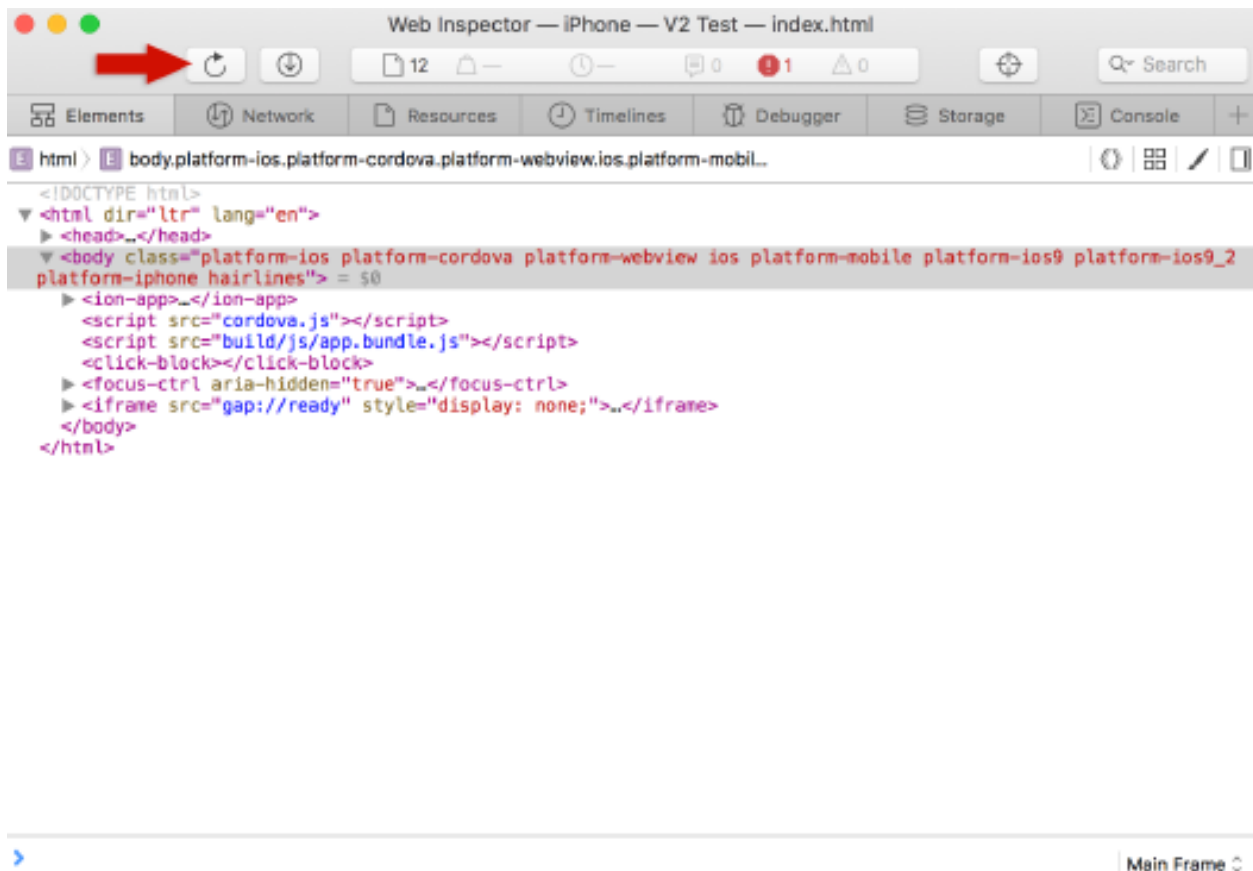 Web Inspector — iPhone — V2 Test — index.html
12 — — 0 1 0 Search
Elements Network Resources Timelines Debugger Storage Console +
E html E body.platform-ios.platform-cordova.platform-webview.ios.platform-mobil...
<!DOCTYPE html>
<html dir="ltr" lang="en">
<head>…</head>
<body class="platform-ios platform-cordova platform-webview ios platform-mobile platform-ios9 platform-ios9_2
platform-iphone hairlines"> = $0
<ion-app>…</ion-app>
<script src="cordova.js"></script>
<script src="build/js/app.bundle.js"></script>
<click-block></click-block>
<focus-ctrl aria-hidden="true">…</focus-ctrl>
<iframe src="gap://ready" style="display: none;">…</iframe>
</body>
</html>
Main Frame